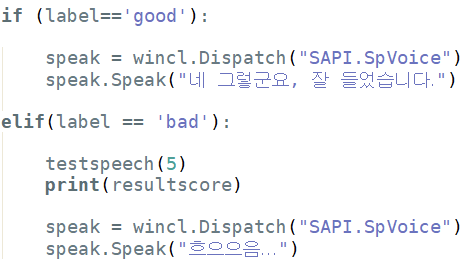 if (label=='good'):
speak = wincl.Dispatch("SAPI.SpVoice")
speak.Speak("네 그렇군요, 잘 들었습니다.")
elif(label == 'bad'):
testspeech(5)
print(resultscore)
speak = wincl.Dispatch("SAPI.SpVoice")
speak.Speak("흐으으음...")